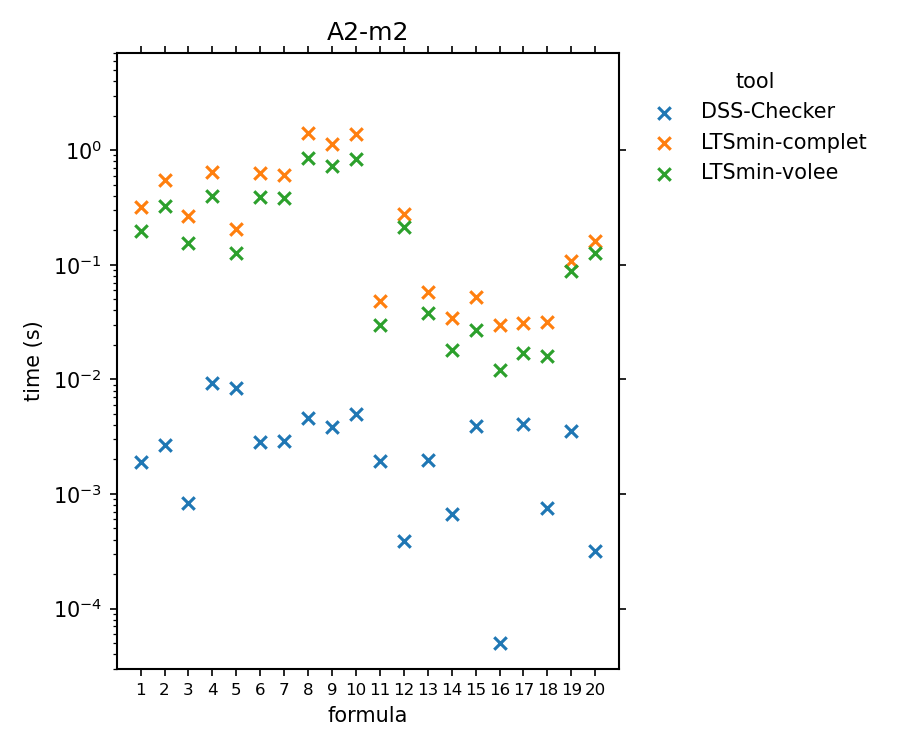 A2-m2
tool
DSS-Checker
LTSmin-complet
LTSmin-volee
time (s)
10⁰
10⁻¹
10⁻²
10⁻³
10⁻⁴
1 2 3 4 5 6 7 8 9 10 11 12 13 14 15 16 17 18 19 20
formula